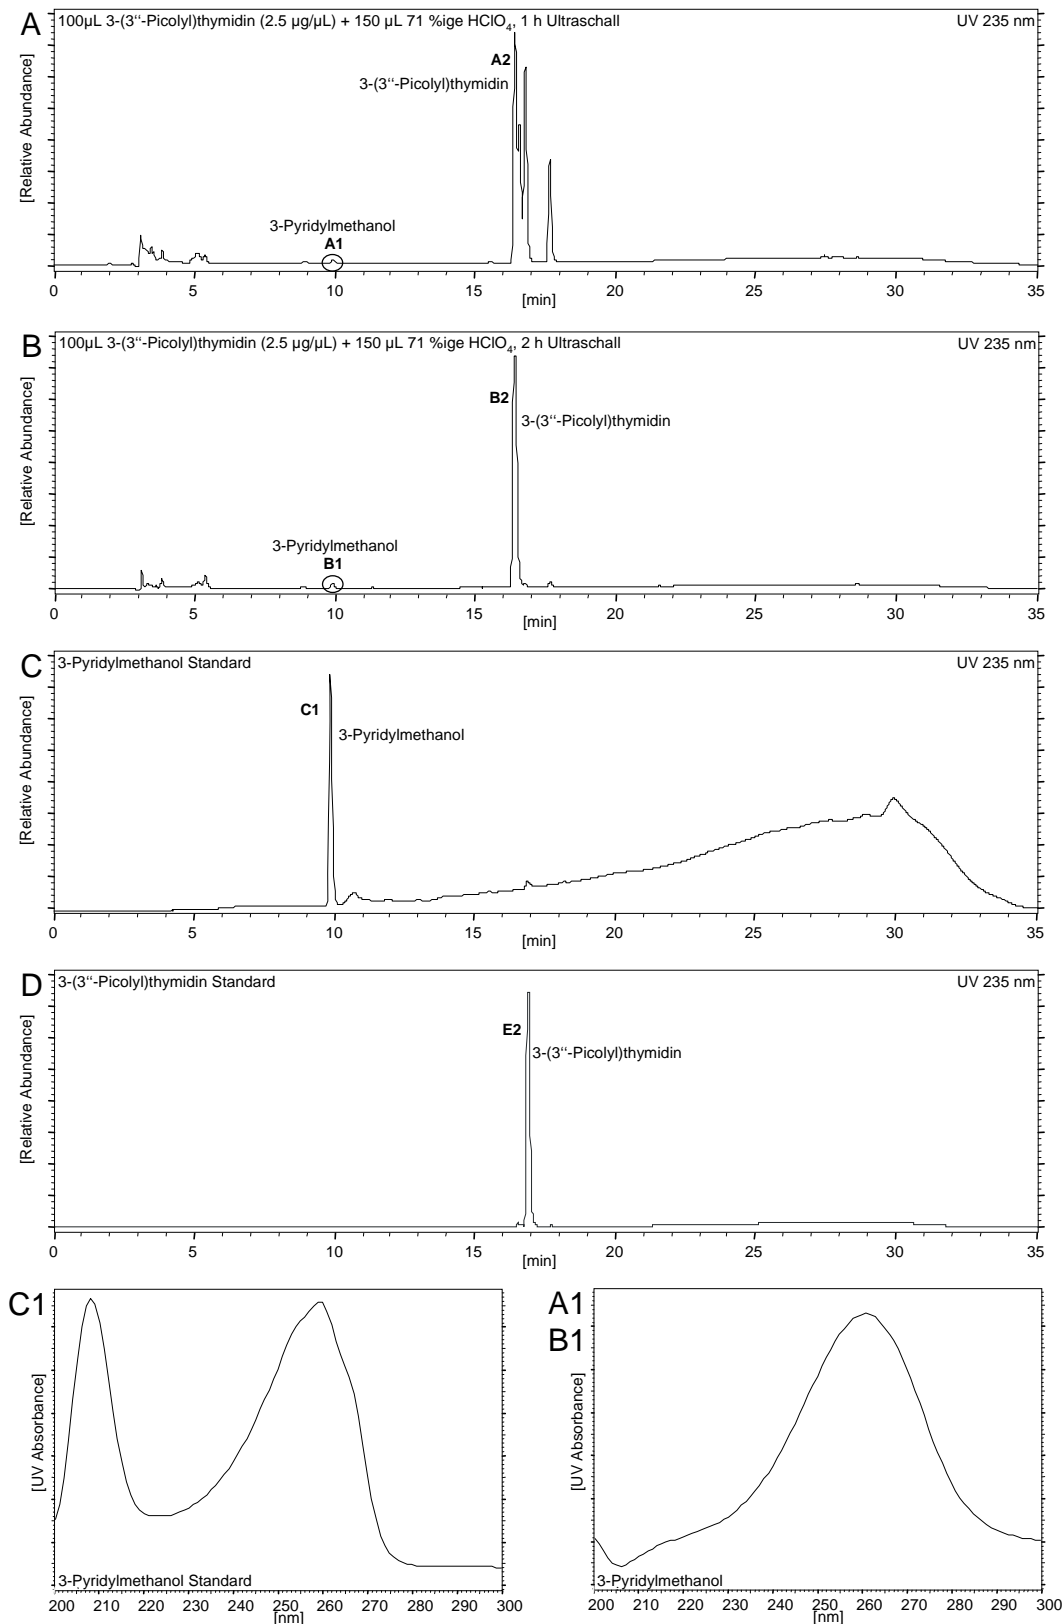 A
100µL 3-(3“-Picolyl)thymidin (2.5 µg/µL) + 150 µL 71 %ige HClO4, 1 h Ultraschall
UV 235 nm
[Relative Abundance]
A2
3-(3“-Picolyl)thymidin
3-Pyridylmethanol
A1
0 5 10 15 20 25 30 35
[min]
B
100µL 3-(3“-Picolyl)thymidin (2.5 µg/µL) + 150 µL 71 %ige HClO4, 2 h Ultraschall
UV 235 nm
[Relative Abundance]
B2
3-(3“-Picolyl)thymidin
3-Pyridylmethanol
B1
0 5 10 15 20 25 30 35
[min]
C
3-Pyridylmethanol Standard
UV 235 nm
[Relative Abundance]
C1
3-Pyridylmethanol
0 5 10 15 20 25 30 35
[min]
D
3-(3“-Picolyl)thymidin Standard
UV 235 nm
[Relative Abundance]
E2
3-(3“-Picolyl)thymidin
0 5 10 15 20 25 30 35
[min]
C1
[UV Absorbance]
3-Pyridylmethanol Standard
200 210 220 230 240 250 260 270 280 290 300
[nm]
A1
B1
[UV Absorbance]
3-Pyridylmethanol
200 210 220 230 240 250 260 270 280 290 300
[nm]